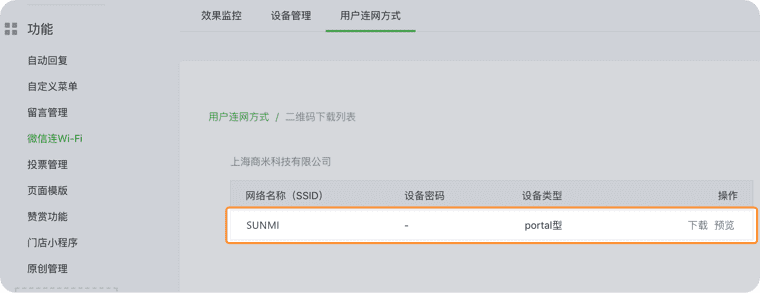 效果监控 设备管理 用户连网方式
功能
自动回复
自定义菜单
留言管理
微信连Wi-Fi
投票管理
页面模版
赞赏功能
门店小程序
原创管理
用户连网方式 / 二维码下载列表
上海商米科技有限公司
网络名称（SSID） 设备密码 设备类型 操作
SUNMI - portal型 下载 预览